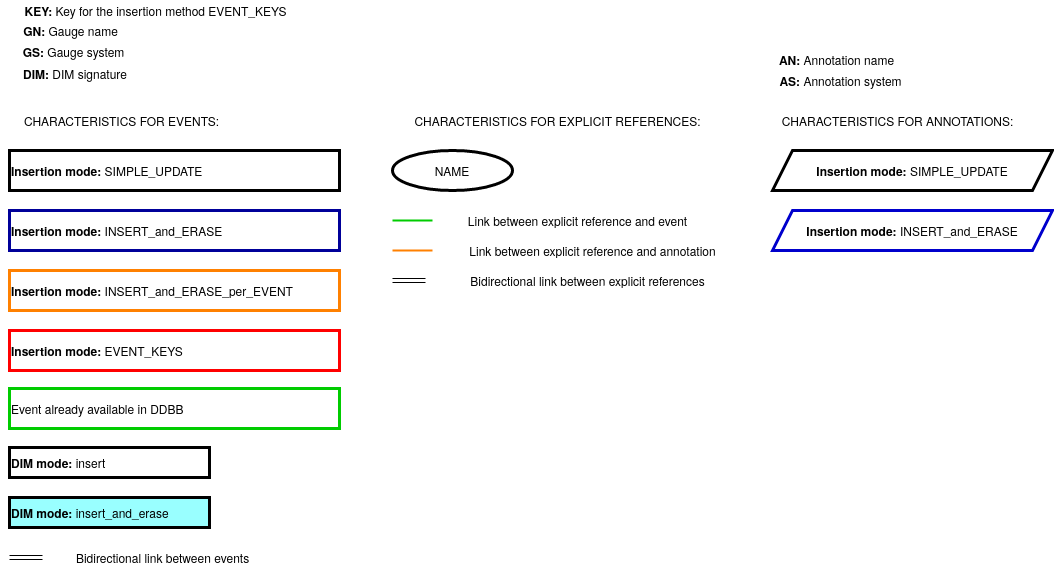 KEY: Key for the insertion method EVENT_KEYS
GN: Gauge name
GS: Gauge system
DIM: DIM signature
AN: Annotation name
AS: Annotation system
CHARACTERISTICS FOR EVENTS:
Insertion mode: SIMPLE_UPDATE
Insertion mode: INSERT_and_ERASE
Insertion mode: INSERT_and_ERASE_per_EVENT
Insertion mode: EVENT_KEYS
Event already available in DDBB
DIM mode: insert
DIM mode: insert_and_erase
Bidirectional link between events
CHARACTERISTICS FOR EXPLICIT REFERENCES:
NAME
Link between explicit reference and event
Link between explicit reference and annotation
Bidirectional link between explicit references
CHARACTERISTICS FOR ANNOTATIONS:
Insertion mode: SIMPLE_UPDATE
Insertion mode: INSERT_and_ERASE